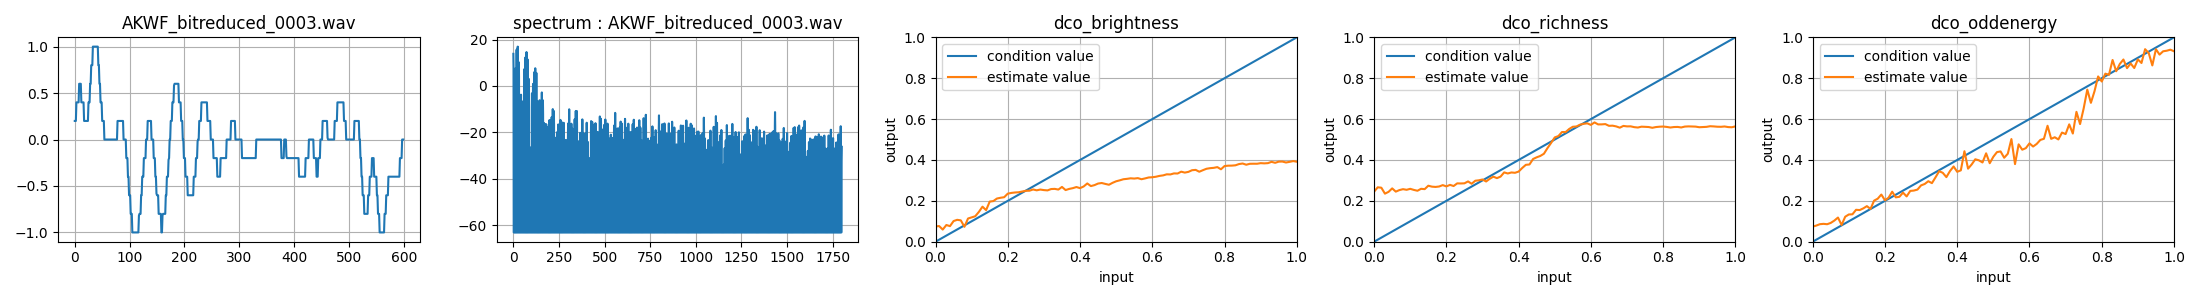 AKWF_bitreduced_0003.wav
1.0
0.5
0.0
−0.5
−1.0
0 100 200 300 400 500 600
spectrum : AKWF_bitreduced_0003.wav
20
0
−20
−40
−60
0 250 500 750 1000 1250 1500 1750
dco_brightness
condition value
estimate value
output
1.0
0.8
0.6
0.4
0.2
0.0
0.0 0.2 0.4 0.6 0.8 1.0
input
dco_richness
condition value
estimate value
output
1.0
0.8
0.6
0.4
0.2
0.0
0.0 0.2 0.4 0.6 0.8 1.0
input
dco_oddenergy
condition value
estimate value
output
1.0
0.8
0.6
0.4
0.2
0.0
0.0 0.2 0.4 0.6 0.8 1.0
input